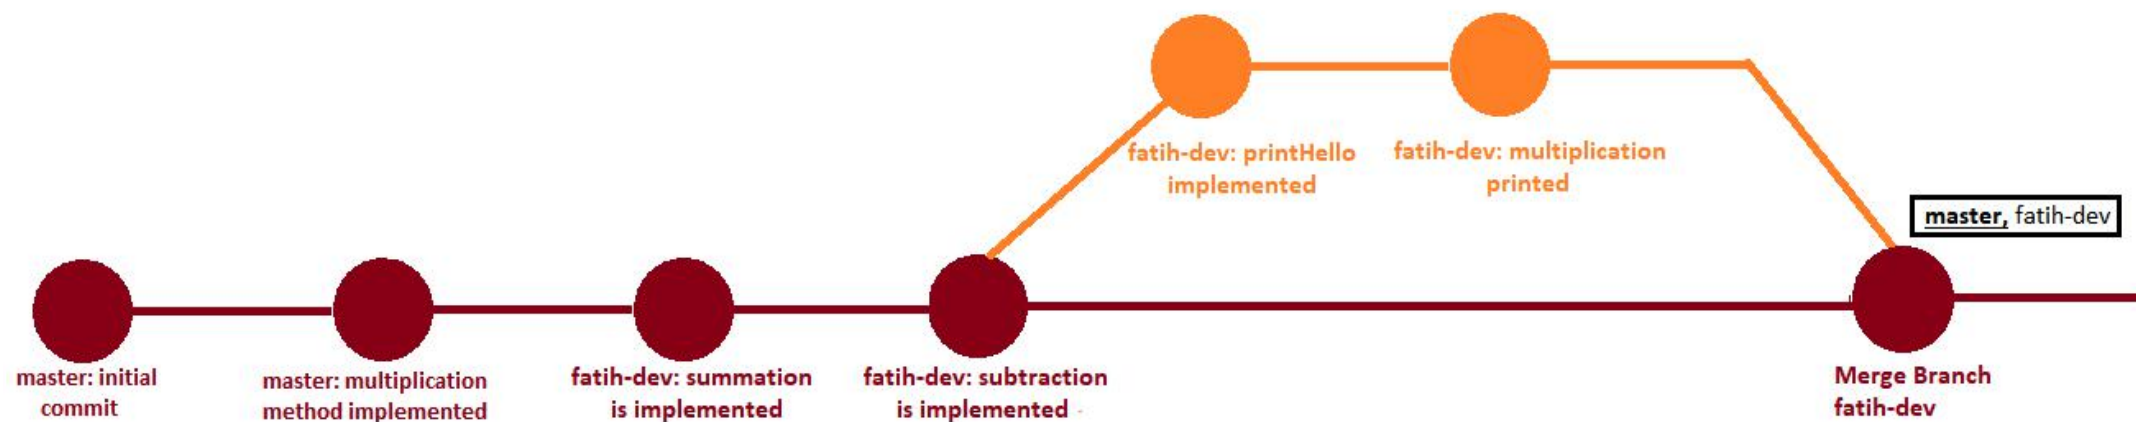 fatih-dev: printHello
implemented
fatih-dev: multiplication
printed
master, fatih-dev
master: initial
commit
master: multiplication
method implemented
fatih-dev: summation
is implemented
fatih-dev: subtraction
is implemented
Merge Branch
fatih-dev